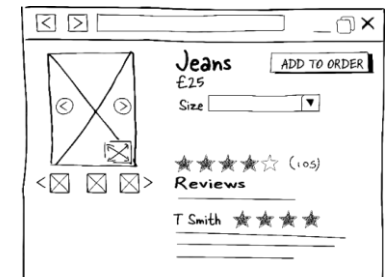 Jeans
ADD TO ORDER
£25
Size
(105)
Reviews
T Smith